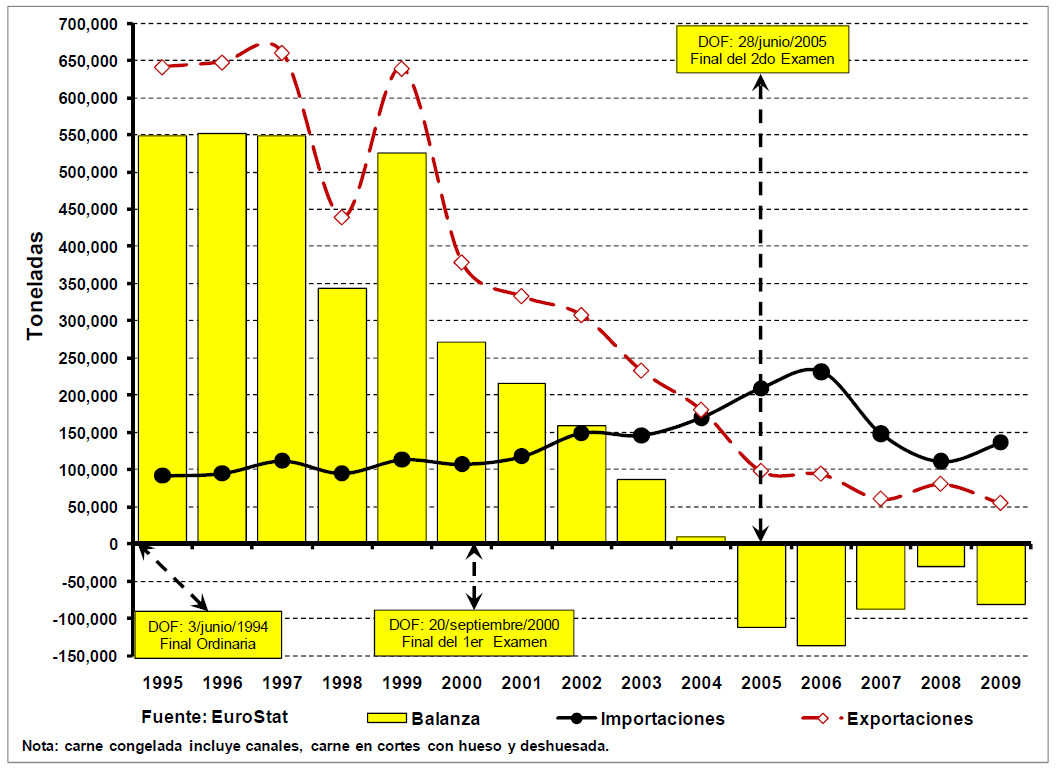 700,000
650,000
600,000
550,000
500,000
450,000
400,000
350,000
300,000
250,000
200,000
150,000
100,000
50,000
0
-50,000
-100,000
-150,000
Toneladas
DOF: 28/junio/2005
Final del 2do Examen
DOF: 3/junio/1994
Final Ordinaria
DOF: 20/septiembre/2000
Final del 1er Examen
1995 1996 1997 1998 1999 2000 2001 2002 2003 2004 2005 2006 2007 2008 2009
Fuente: EuroStat Balanza Importaciones Exportaciones
Nota: carne congelada incluye canales, carne en cortes con hueso y deshuesada.